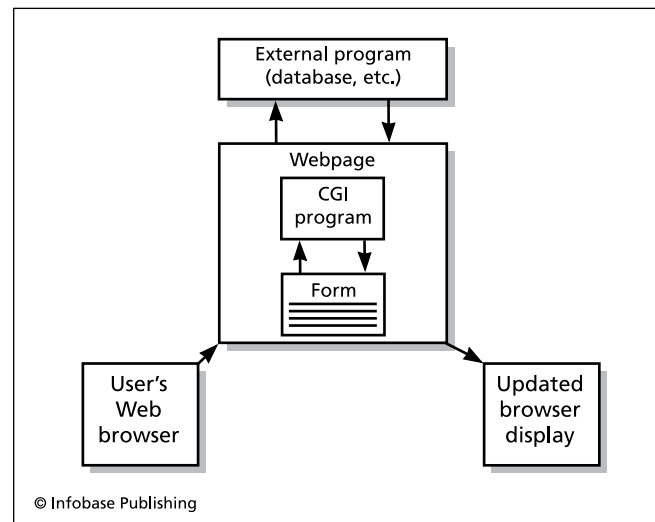 External program
(database, etc.)
Webpage
CGI
program
Form
User's
Web
browser
Updated
browser
display
© Infobase Publishing